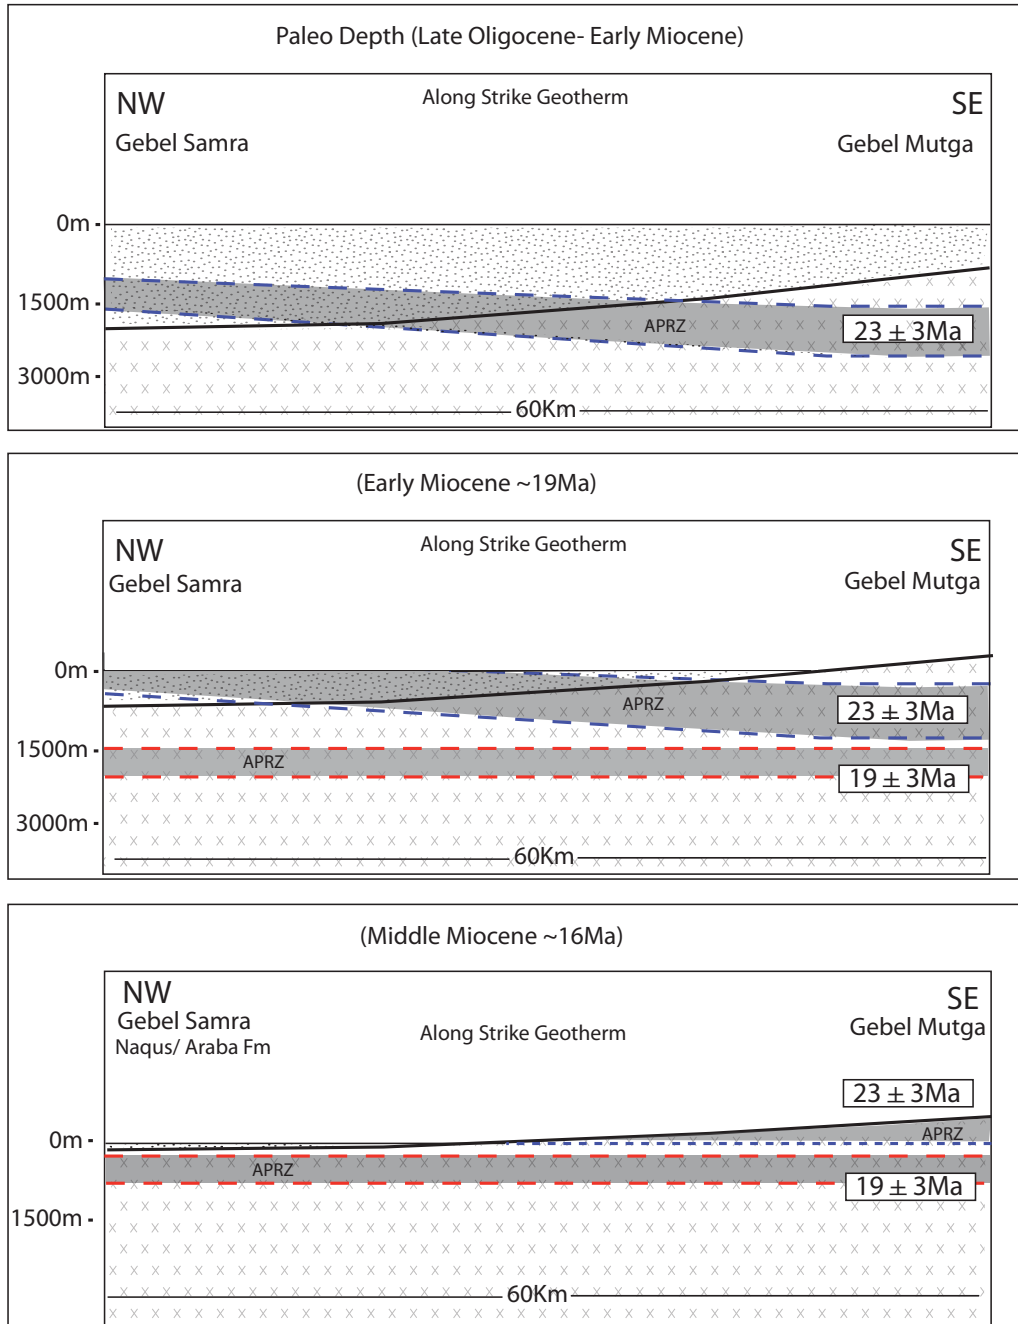 Paleo Depth (Late Oligocene- Early Miocene)
NW
Along Strike Geotherm
SE
Gebel Samra
Gebel Mutga
0m
1500m
APRZ
23 ± 3Ma
3000m
60Km
(Early Miocene ~19Ma)
NW
Along Strike Geotherm
SE
Gebel Samra
Gebel Mutga
0m
APRZ
23 ± 3Ma
1500m
APRZ
19 ± 3Ma
3000m
60Km
(Middle Miocene ~16Ma)
NW
SE
Gebel Samra
Along Strike Geotherm
Gebel Mutga
Naqus/ Araba Fm
23 ± 3Ma
0m
APRZ
APRZ
19 ± 3Ma
1500m
60Km